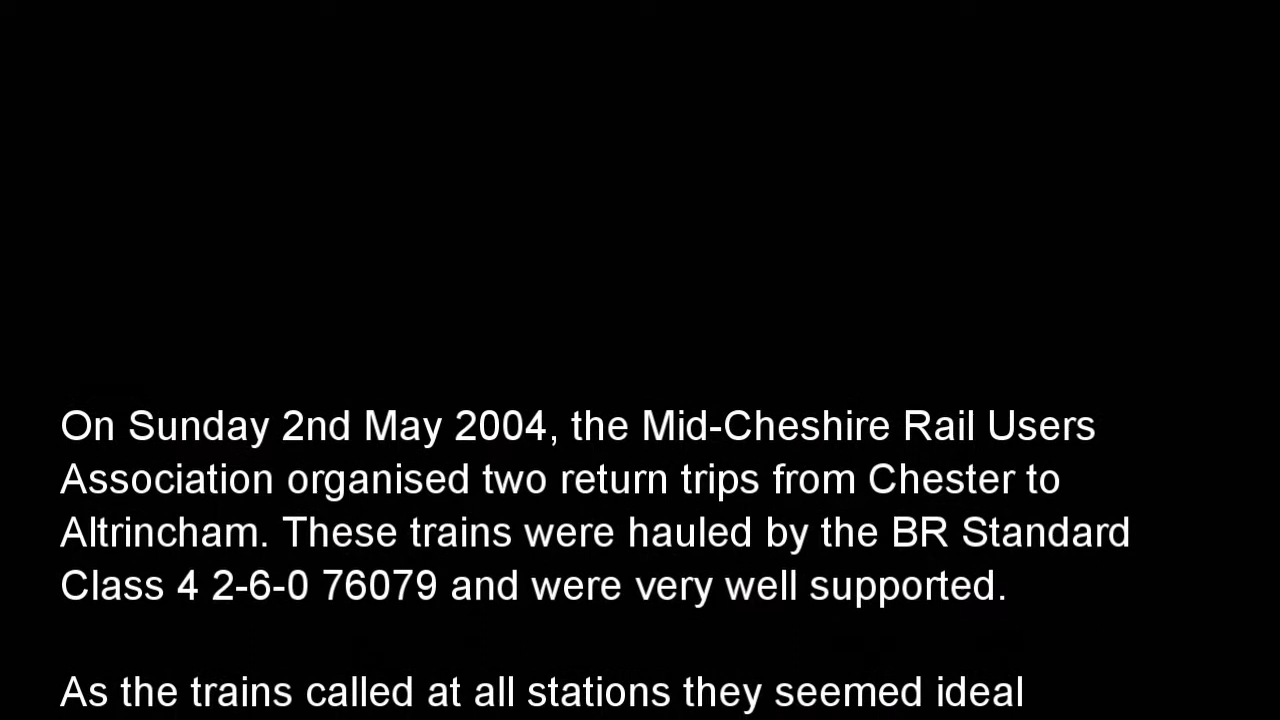 On Sunday 2nd May 2004, the Mid-Cheshire Rail Users
Association organised two return trips from Chester to
Altrincham. These trains were hauled by the BR Standard
Class 4 2-6-0 76079 and were very well supported.
As the trains called at all stations they seemed ideal